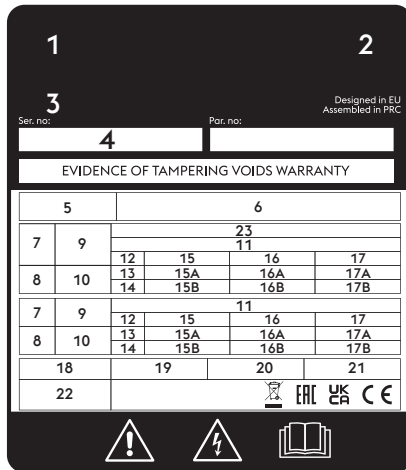 1 2
3 Designed in EU
Assembled in PRC
Ser. no: Par. no:
4
EVIDENCE OF TAMPERING VOIDS WARRANTY
5 6
7 9 23
11
12 15 16 17
8 10 13 15A 16A 17A
14 15B 16B 17B
7 9 11
12 15 16 17
8 10 13 15A 16A 17A
14 15B 16B 17B
18 19 20 21
22 EAC UK CA CE